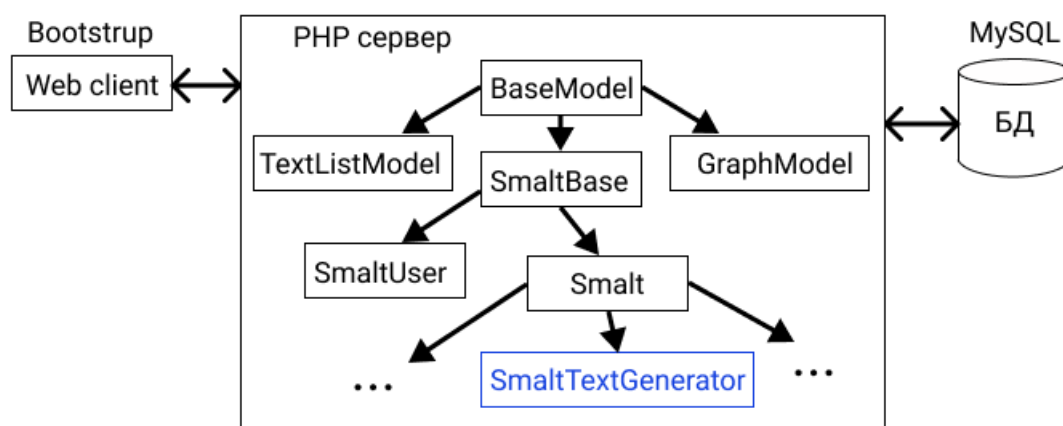 Bootstrup
Web client
PHP сервер
BaseModel
TextListModel
SmaltBase
GraphModel
SmaltUser
Smalt
...
SmaltTextGenerator
...
MySQL
БД